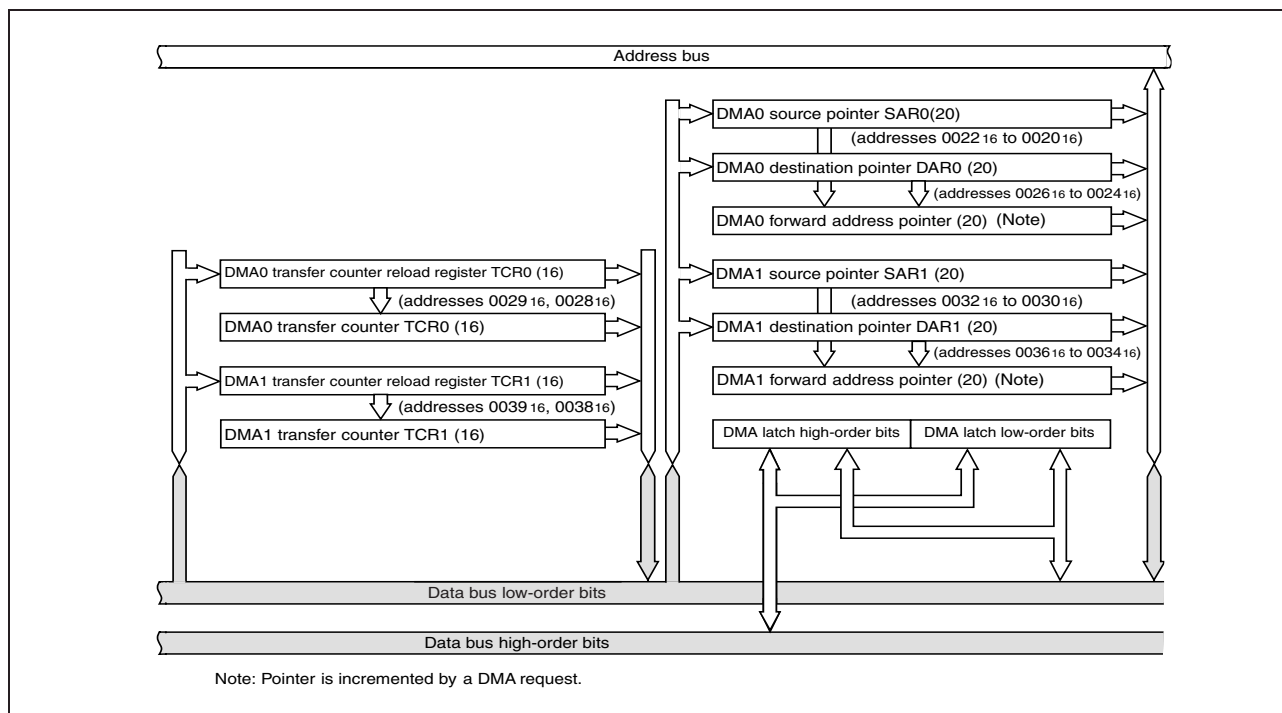 Address bus
DMA0 source pointer SAR0(20)
(addresses 0022 16 to 0020 16)
DMA0 destination pointer DAR0 (20)
(addresses 0026 16 to 0024 16)
DMA0 forward address pointer (20) (Note)
DMA0 transfer counter reload register TCR0 (16)
(addresses 0029 16, 0028 16)
DMA0 transfer counter TCR0 (16)
DMA1 transfer counter reload register TCR1 (16)
(addresses 0039 16, 0038 16)
DMA1 transfer counter TCR1 (16)
DMA1 source pointer SAR1 (20)
(addresses 0032 16 to 0030 16)
DMA1 destination pointer DAR1 (20)
(addresses 0036 16 to 0034 16)
DMA1 forward address pointer (20) (Note)
DMA latch high-order bits
DMA latch low-order bits
Data bus low-order bits
Data bus high-order bits
Note: Pointer is incremented by a DMA request.